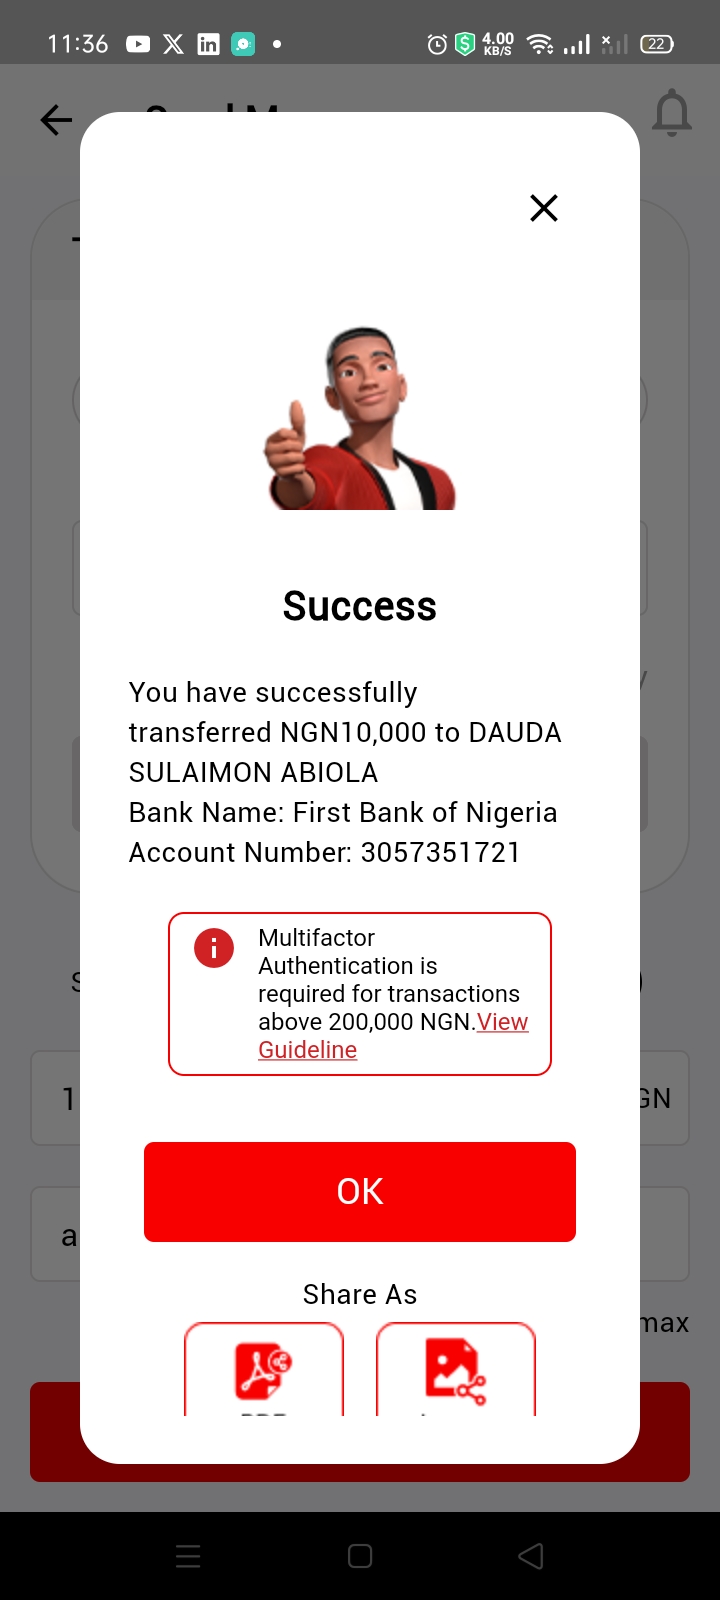 11:36
4.00
KB/S
22
Success
You have successfully
transferred NGN10,000 to DAUDA
SULAIMON ABIOLA
Bank Name: First Bank of Nigeria
Account Number: 3057351721
Multifactor
Authentication is
required for transactions
above 200,000 NGN.View
Guideline
1
a
max
OK
Share As